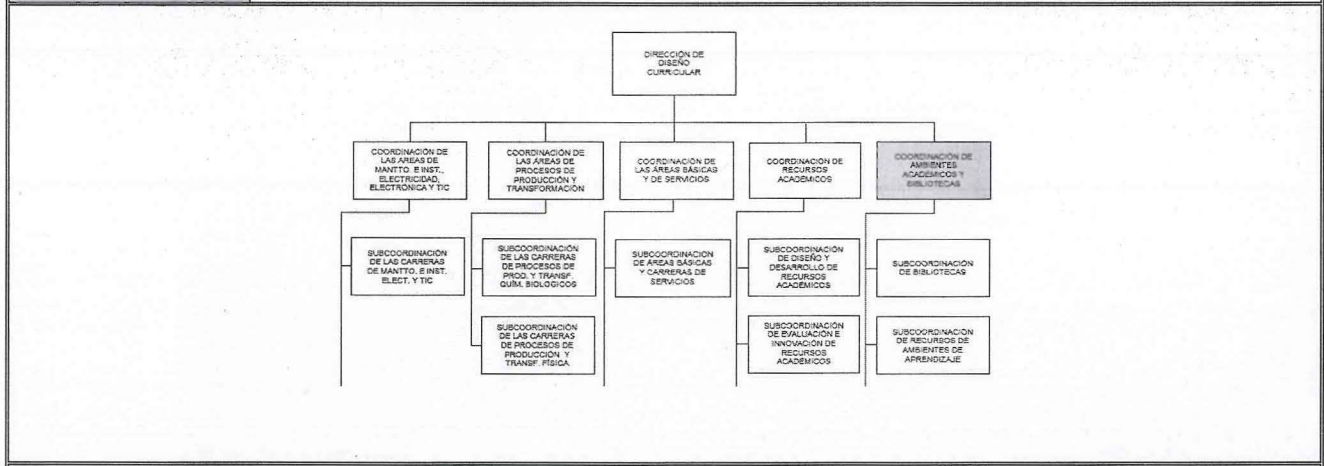 DIRECCIÓN DE
DISEÑO
CURRICULAR
COORDINACIÓN DE
LAS ÁREAS DE
MANTTO. E INST.,
ELECTRICIDAD,
ELECTRÓNICA Y TIC
COORDINACIÓN DE
LAS ÁREAS DE
PROCESOS DE
PRODUCCIÓN Y
TRANSFORMACIÓN
COORDINACIÓN DE
LAS ÁREAS BÁSICAS
Y DE SERVICIOS
COORDINACIÓN DE
RECURSOS
ACADÉMICOS
COORDINACIÓN DE
AMBIENTES
ACADÉMICOS Y
BIBLIOTECAS
SUBCOORDINACIÓN
DE LAS CARRERAS
DE MANTTO. E INST.
ELECT. Y TIC
SUBCOORDINACIÓN
DE LAS CARRERAS
DE PROCESOS DE
PROD. Y TRANSF.
QUÍM. BIOLOGICOS
SUBCOORDINACIÓN
DE ÁREAS BÁSICAS
Y CARRERAS DE
SERVICIOS
SUBCOORDINACIÓN
DE DISEÑO Y
DESARROLLO DE
RECURSOS
ACADÉMICOS
SUBCOORDINACIÓN
DE BIBLIOTECAS
SUBCOORDINACIÓN
DE LAS CARRERAS
DE PROCESOS DE
PRODUCCIÓN Y
TRANSF. FÍSICA
SUBCOORDINACIÓN
DE EVALUACIÓN E
INNOVACIÓN DE
RECURSOS
ACADÉMICOS
SUBCOORDINACIÓN
DE RECURSOS DE
AMBIENTES DE
APRENDIZAJE